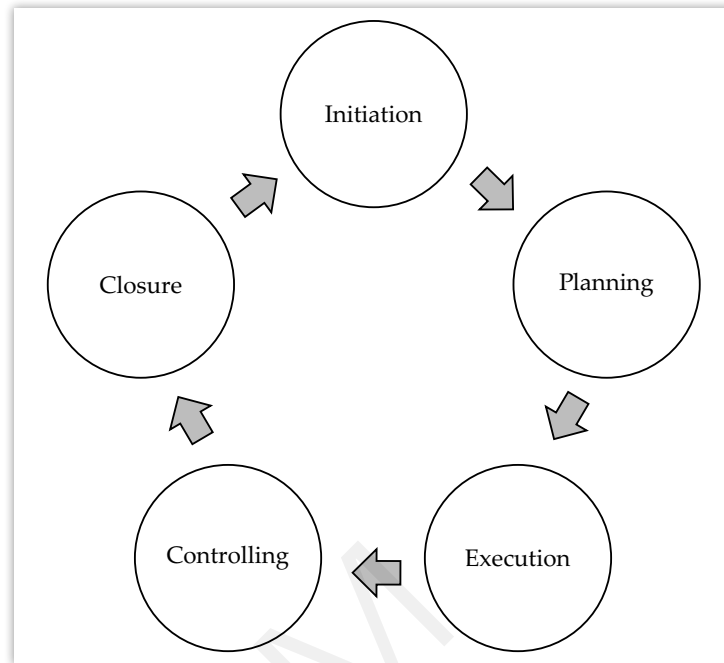 Initiation
Planning
Execution
Controlling
Closure